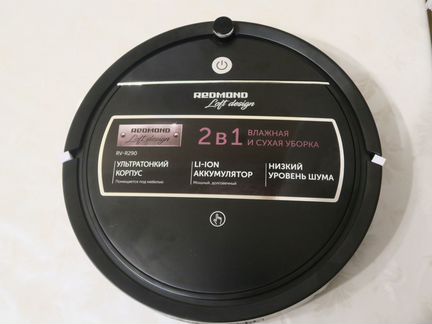 REDMOND
Loft design
REDMOND
Loft design
RV-R290
2в1 ВЛАЖНАЯ
И СУХАЯ УБОРКА
УЛЬТРАТОНКИЙ
КОРПУС
Помещается под мебелью
LI-ION
АККУМУЛЯТОР
Мощный, долговечный
НИЗКИЙ
УРОВЕНЬ ШУМА